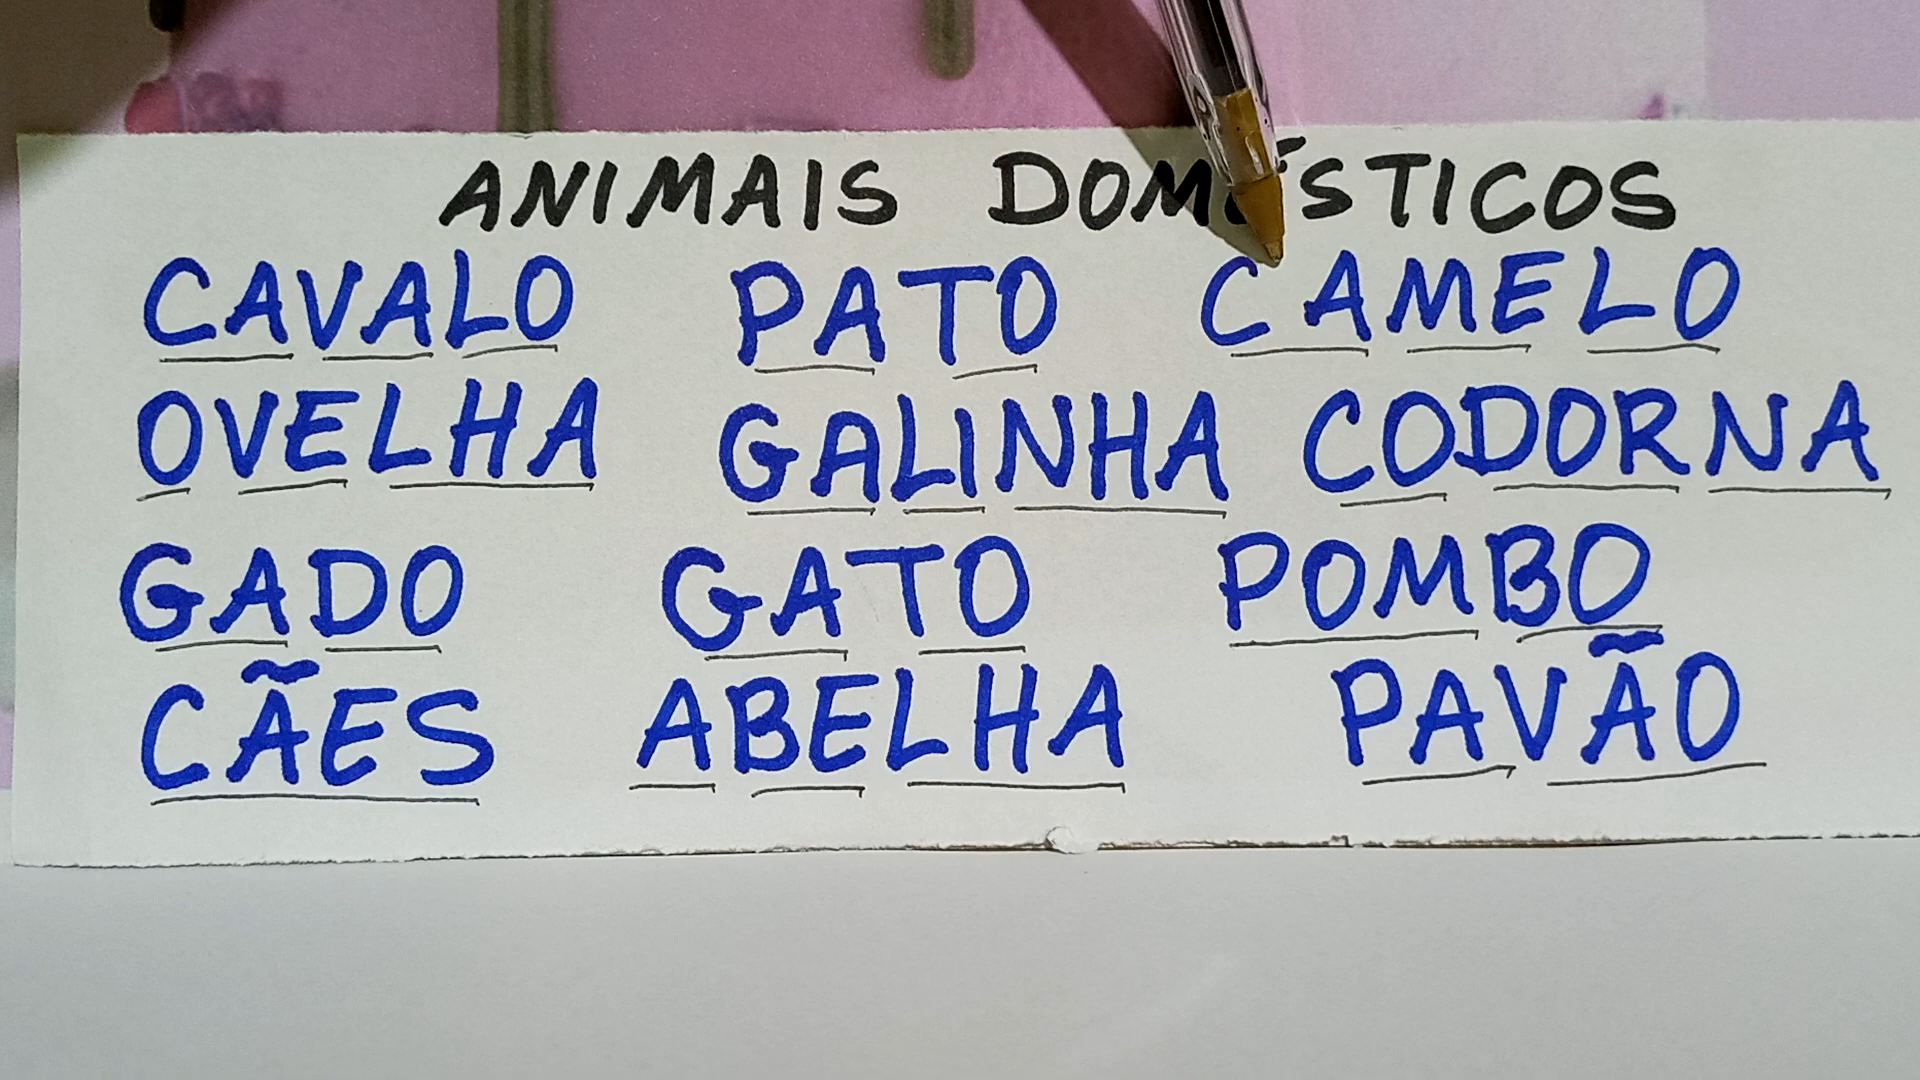 ANIMAIS DOMÉSTICOS
CAVALO PATO CAMELO
OVELHA GALINHA CODORNA
GADO GATO POMBO
CÃES ABELHA PAVÃO